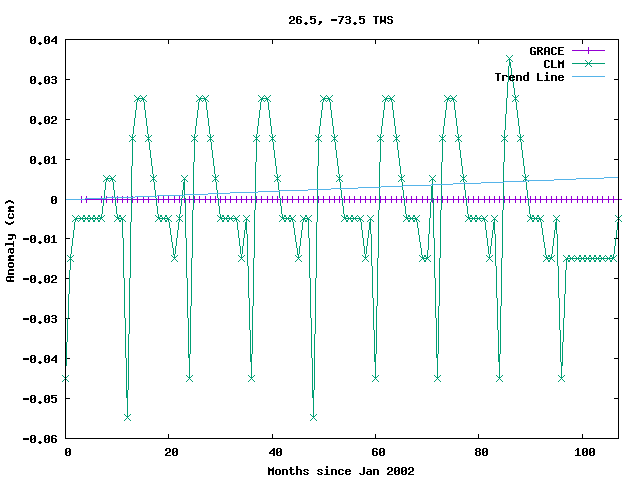 26.5, -73.5 TWS
0.04
0.03
0.02
0.01
0
-0.01
-0.02
-0.03
-0.04
-0.05
-0.06
Anomaly (cm)
GRACE
CLM
Trend Line
0 20 40 60 80 100
Months since Jan 2002